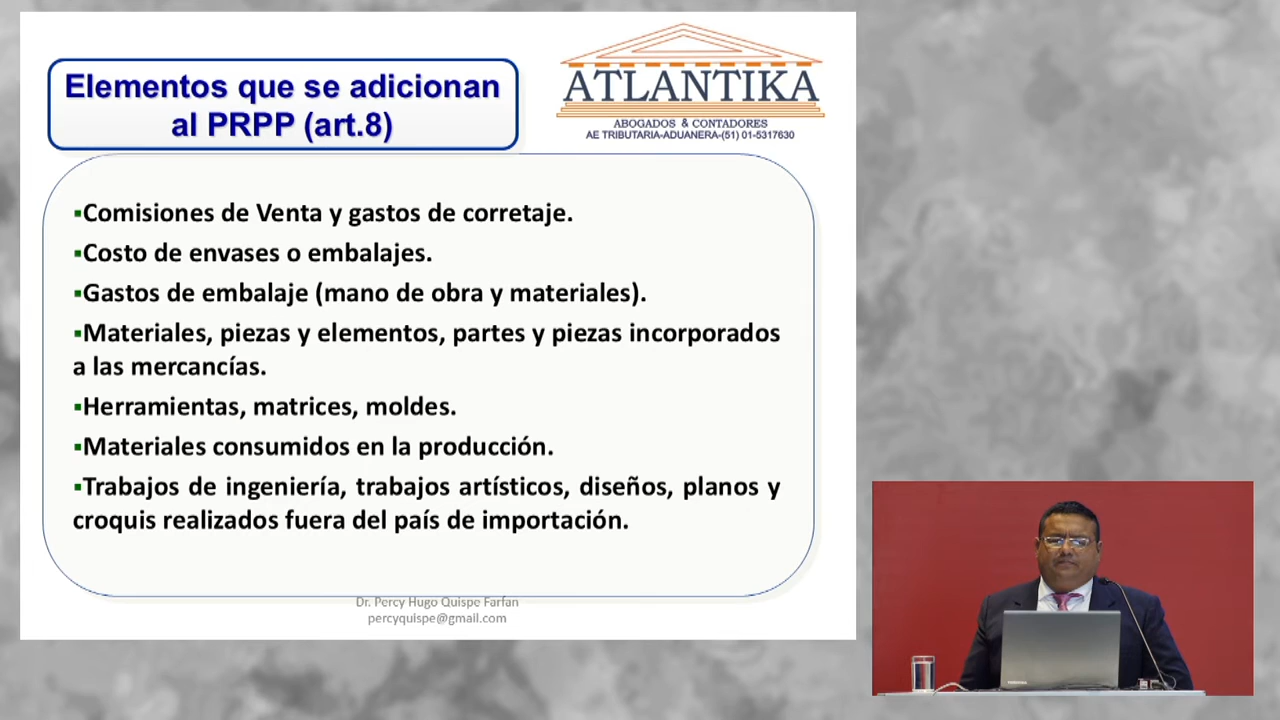 Elementos que se adicionan
al PRPP (art.8)
ATLANTIKA
ABOGADOS & CONTADORES
AE TRIBUTARIA-ADUANERA-(51) 01-5317630
▪Comisiones de Venta y gastos de corretaje.
▪Costo de envases o embalajes.
▪Gastos de embalaje (mano de obra y materiales).
▪Materiales, piezas y elementos, partes y piezas incorporados
a las mercancías.
▪Herramientas, matrices, moldes.
▪Materiales consumidos en la producción.
▪Trabajos de ingeniería, trabajos artísticos, diseños, planos y
croquis realizados fuera del país de importación.
Dr. Percy Hugo Quispe Farfan
percyquispe@gmail.com